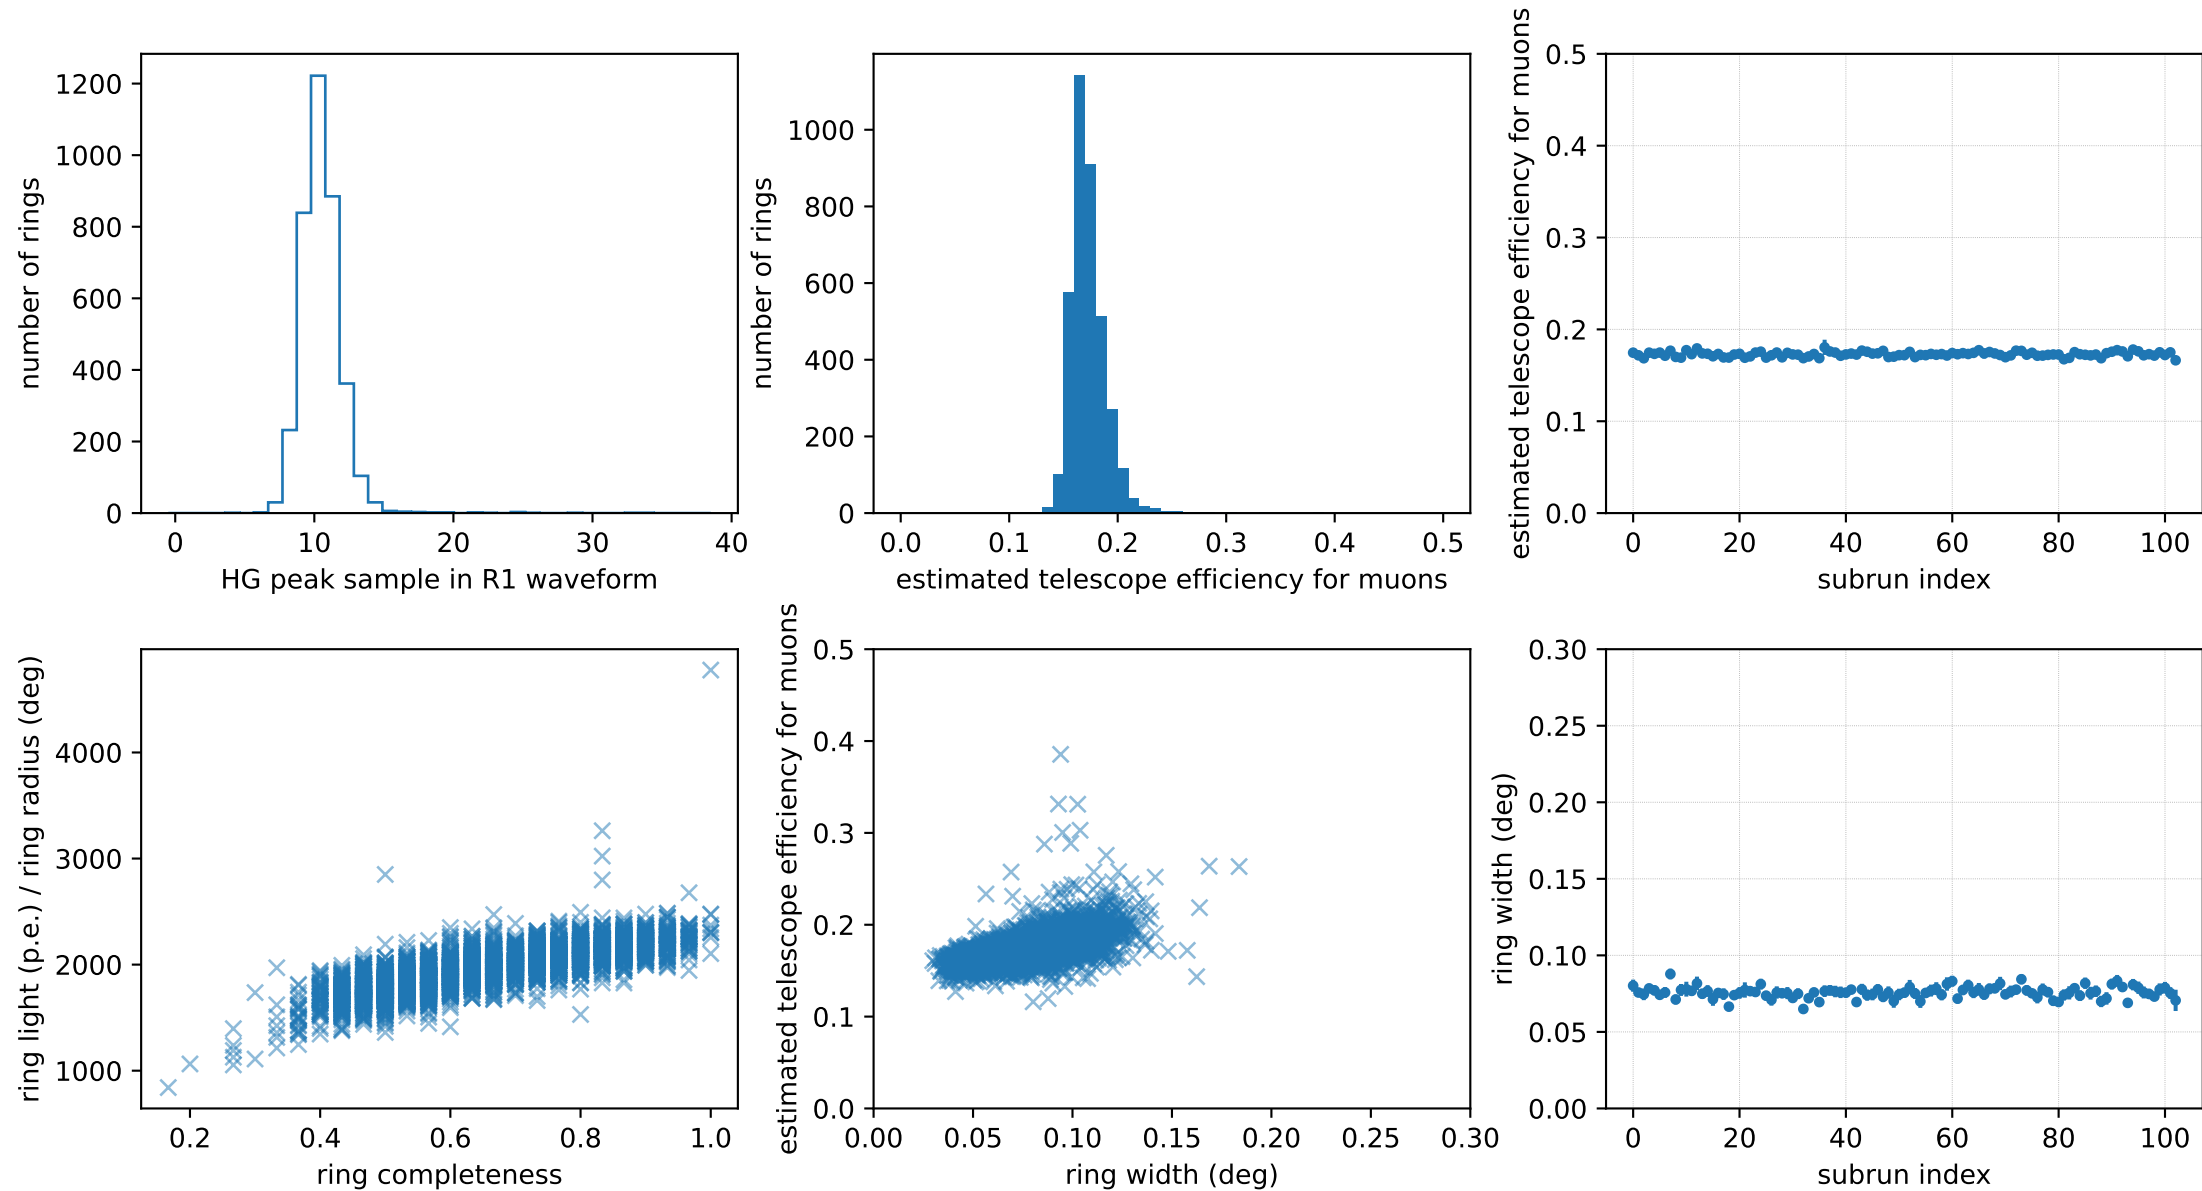 number of rings
1200
1000
800
600
400
200
0
0 10 20 30 40
HG peak sample in R1 waveform
number of rings
1000
800
600
400
200
0
0.0 0.1 0.2 0.3 0.4 0.5
estimated telescope efficiency for muons
estimated telescope efficiency for muons
0.5
0.4
0.3
0.2
0.1
0.0
0 20 40 60 80 100
subrun index
ring light (p.e.) / ring radius (deg)
4000
3000
2000
1000
0.2 0.4 0.6 0.8 1.0
ring completeness
estimated telescope efficiency for muons
0.5
0.4
0.3
0.2
0.1
0.0
0.00 0.05 0.10 0.15 0.20 0.25 0.30
ring width (deg)
ring width (deg)
0.30
0.25
0.20
0.15
0.10
0.05
0.00
0 20 40 60 80 100
subrun index